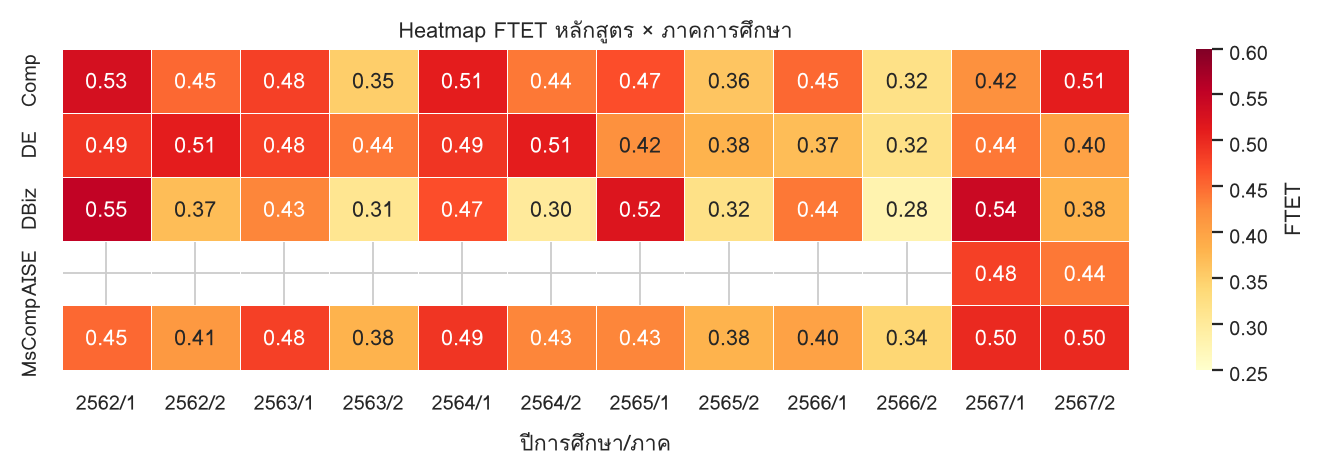 Heatmap FTET หลักสูตร × ภาคการศึกษา
Comp 0.53 0.45 0.48 0.35 0.51 0.44 0.47 0.36 0.45 0.32 0.42 0.51
DE 0.49 0.51 0.48 0.44 0.49 0.51 0.42 0.38 0.37 0.32 0.44 0.40
DBiz 0.55 0.37 0.43 0.31 0.47 0.30 0.52 0.32 0.44 0.28 0.54 0.38
AISE 0.48 0.44
MsComp 0.45 0.41 0.48 0.38 0.49 0.43 0.43 0.38 0.40 0.34 0.50 0.50
2562/1 2562/2 2563/1 2563/2 2564/1 2564/2 2565/1 2565/2 2566/1 2566/2 2567/1 2567/2
ปีการศึกษา/ภาค
0.60
0.55
0.50
0.45
0.40
0.35
0.30
0.25
FTET